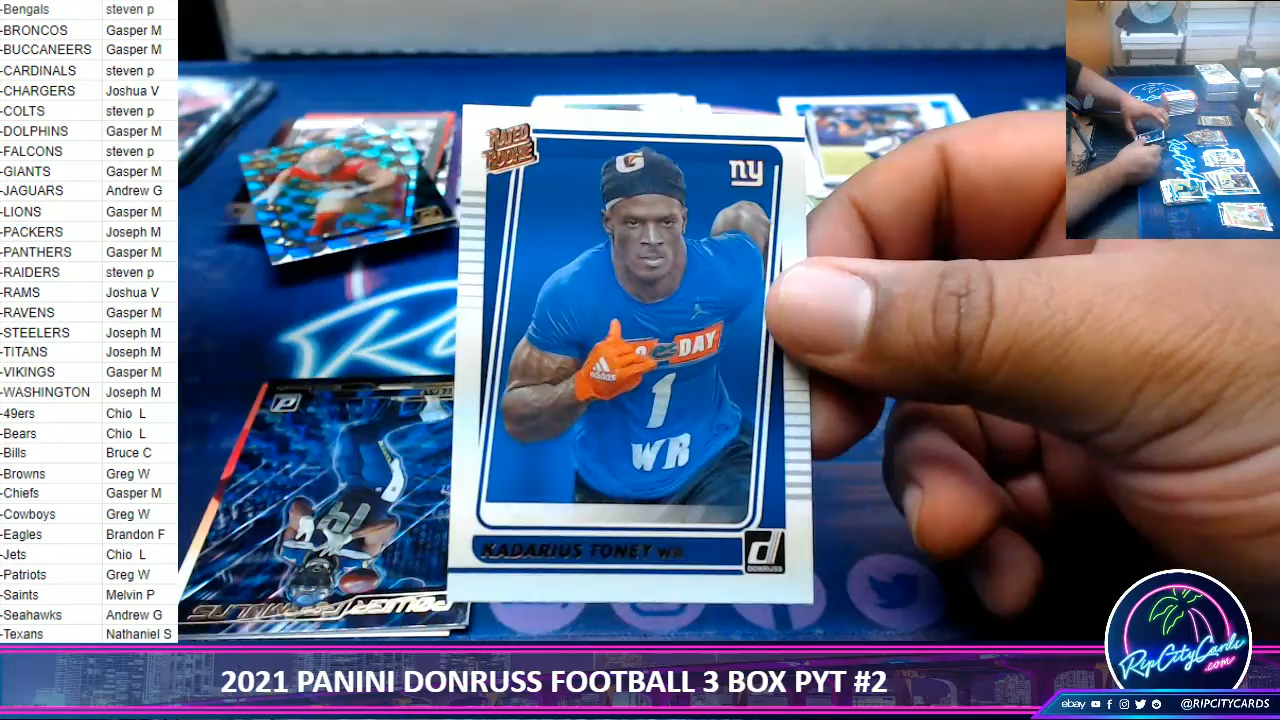 -Bengals steven p
-BRONCOS Gasper M
-BUCCANEERS Gasper M
-CARDINALS steven p
-CHARGERS Joshua V
-COLTS steven p
-DOLPHINS Gasper M
-FALCONS steven p
-GIANTS Gasper M
-JAGUARS Andrew G
-LIONS Gasper M
-PACKERS Joseph M
-PANTHERS Gasper M
-RAIDERS steven p
-RAMS Joshua V
-RAVENS Gasper M
-STEELERS Joseph M
-TITANS Joseph M
-VIKINGS Gasper M
-WASHINGTON Joseph M
-49ers Chio L
-Bears Chio L
-Bills Bruce C
-Browns Greg W
-Chiefs Gasper M
-Cowboys Greg W
-Eagles Brandon F
-Jets Chio L
-Patriots Greg W
-Saints Melvin P
-Seahawks Andrew G
-Texans Nathaniel S
RATED
ROOKIE
ny
DAY
adidas
1
WR
KADARIUS TONEY WR
d
DONRUSS
POWER FORMULAS
2021 PANINI DONRUSS FOOTBALL 3 BOX PYT #2
RipCityCards
.com
ebay @RIPCITYCARDS